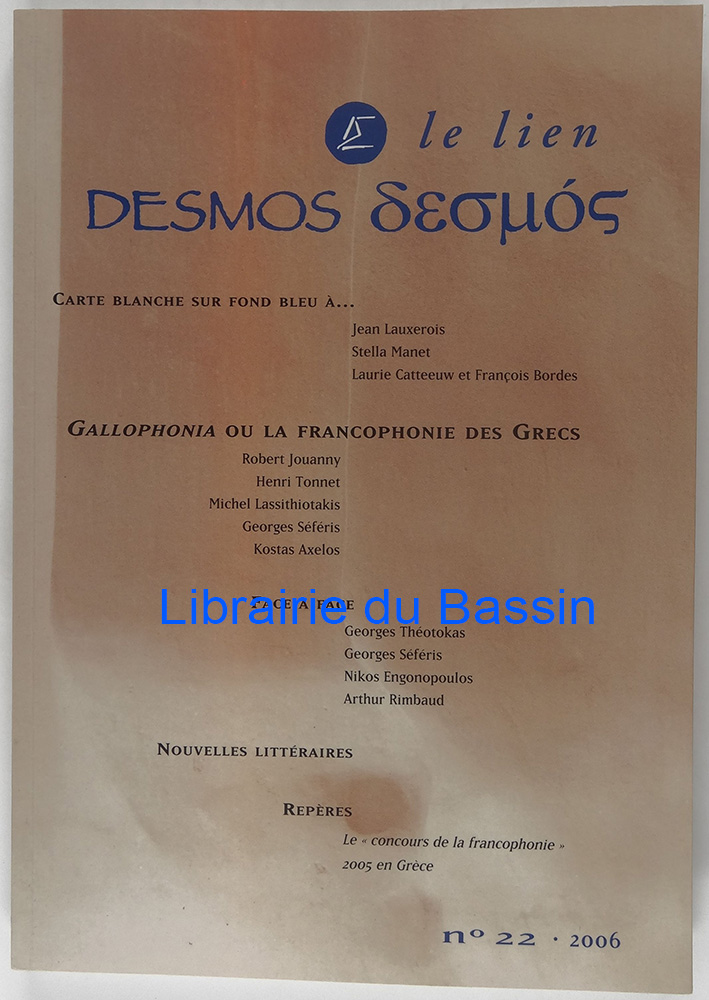 le lien
DESMOS δεσμός
CARTE BLANCHE SUR FOND BLEU À...
Jean Lauxerois
Stella Manet
Laurie Catteeuw et François Bordes
GALLOPHONIA OU LA FRANCOPHONIE DES GRECS
Robert Jouanny
Henri Tonnet
Michel Lassithiotakis
Georges Séféris
Kostas Axelos
FACE À FACE
Librairie du Bassin
Georges Théotokas
Georges Séféris
Nikos Engonopoulos
Arthur Rimbaud
NOUVELLES LITTÉRAIRES
REPÈRES
Le « concours de la francophonie »
2005 en Grèce
nº 22 · 2006